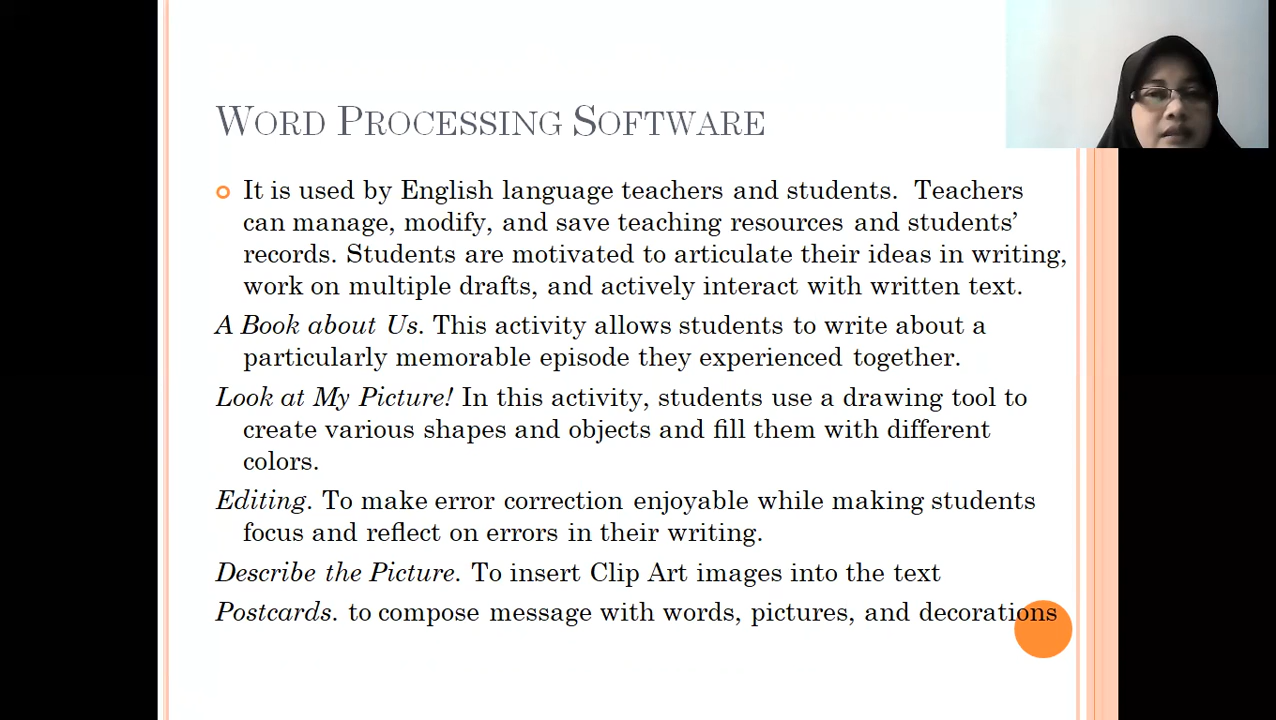 WORD PROCESSING SOFTWARE
It is used by English language teachers and students.  Teachers
can manage, modify, and save teaching resources and students’
records. Students are motivated to articulate their ideas in writing,
work on multiple drafts, and actively interact with written text.
A Book about Us. This activity allows students to write about a
particularly memorable episode they experienced together.
Look at My Picture! In this activity, students use a drawing tool to
create various shapes and objects and fill them with different
colors.
Editing. To make error correction enjoyable while making students
focus and reflect on errors in their writing.
Describe the Picture. To insert Clip Art images into the text
Postcards. to compose message with words, pictures, and decorations